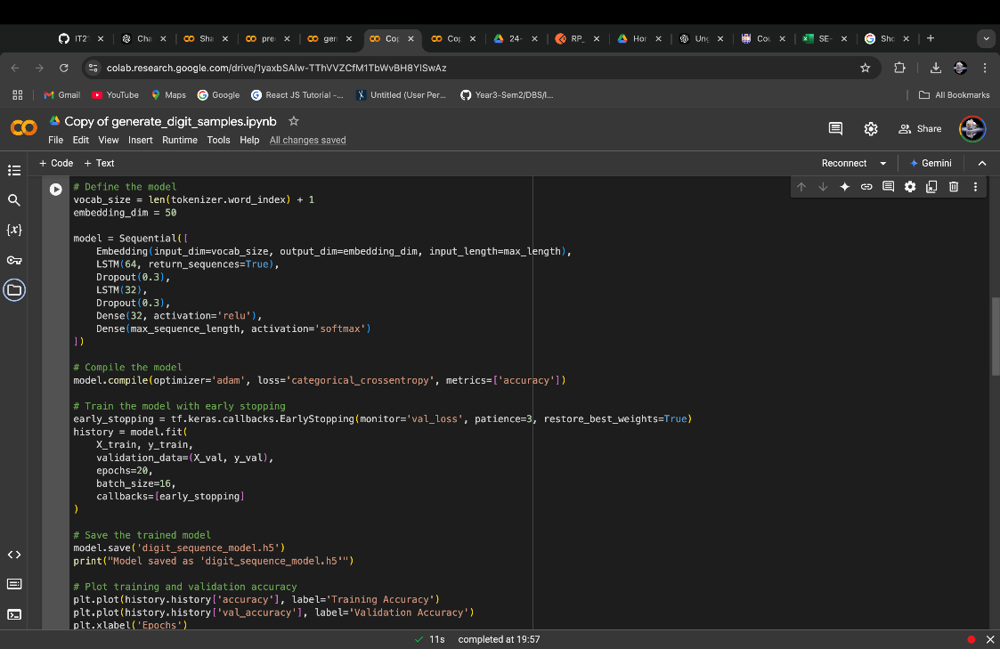 IT21
Cha
Sha
pre
gen
Cop
Cop
24-
RP_
Hor
Ung
Cou
SE-
Sho
colab.research.google.com/drive/1yaxbSAlw-TThVVZCfM1TbWvBH8YlSwAz
Gmail
YouTube
Maps
Google
React JS Tutorial -...
Untitled (User Per...
Year3-Sem2/DBS/l...
All Bookmarks
Copy of generate_digit_samples.ipynb
File Edit View Insert Runtime Tools Help All changes saved
Share
+ Code + Text
Reconnect
Gemini
# Define the model
vocab_size = len(tokenizer.word_index) + 1
embedding_dim = 50
model = Sequential([
    Embedding(input_dim=vocab_size, output_dim=embedding_dim, input_length=max_length),
    LSTM(64, return_sequences=True),
    Dropout(0.3),
    LSTM(32),
    Dropout(0.3),
    Dense(32, activation='relu'),
    Dense(max_sequence_length, activation='softmax')
])
# Compile the model
model.compile(optimizer='adam', loss='categorical_crossentropy', metrics=['accuracy'])
# Train the model with early stopping
early_stopping = tf.keras.callbacks.EarlyStopping(monitor='val_loss', patience=3, restore_best_weights=True)
history = model.fit(
    X_train, y_train,
    validation_data=(X_val, y_val),
    epochs=20,
    batch_size=16,
    callbacks=[early_stopping]
)
# Save the trained model
model.save('digit_sequence_model.h5')
print("Model saved as 'digit_sequence_model.h5'")
# Plot training and validation accuracy
plt.plot(history.history['accuracy'], label='Training Accuracy')
plt.plot(history.history['val_accuracy'], label='Validation Accuracy')
plt.xlabel('Epochs')
11s completed at 19:57